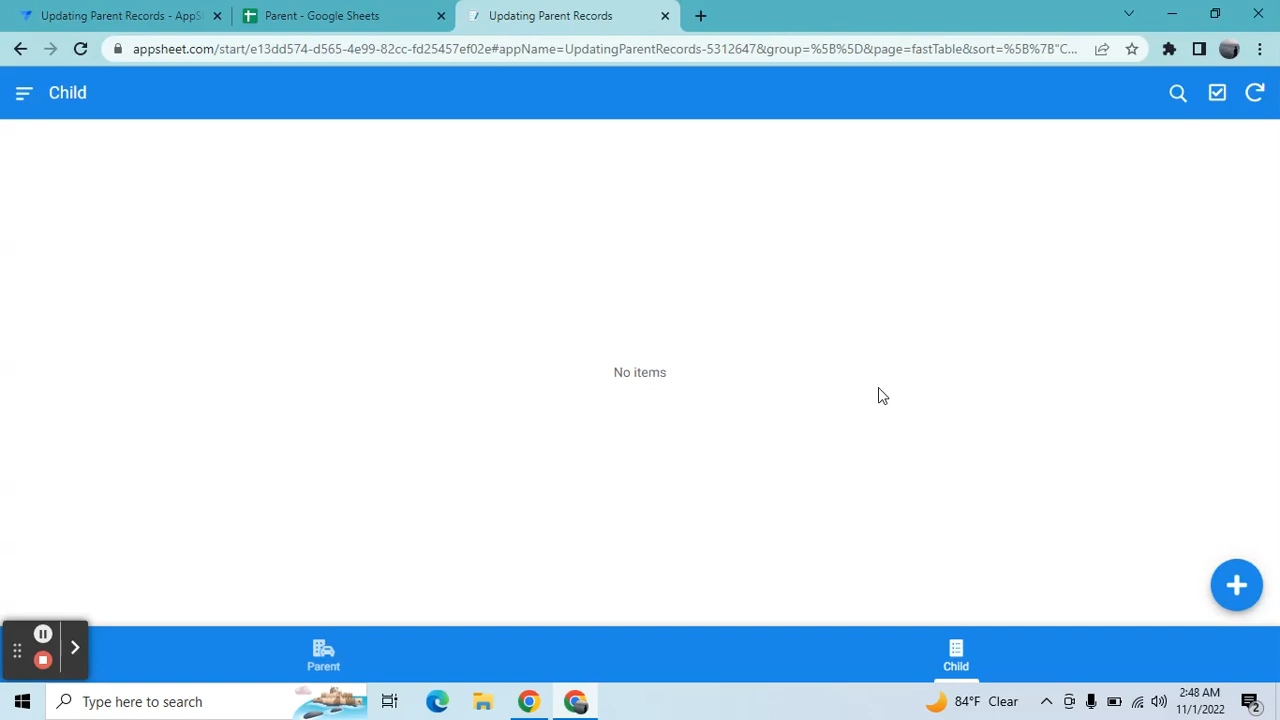 Updating Parent Records - AppS
Parent - Google Sheets
Updating Parent Records
appsheet.com/start/e13dd574-d565-4e99-82cc-fd25457ef02e#appName=UpdatingParentRecords-5312647&group=%5B%5D&page=fastTable&sort=%5B%7B"C...
Child
No items
Parent
Child
Type here to search
84°F Clear
2:48 AM
11/1/2022
2